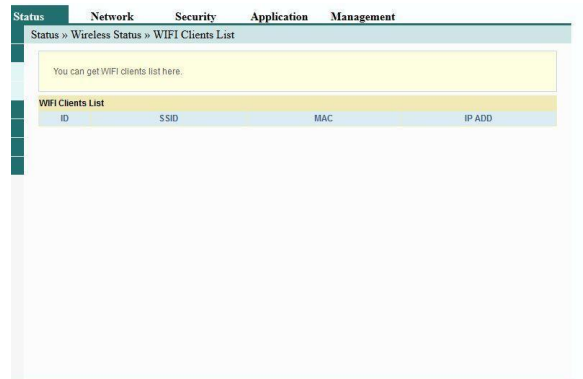 Status Network Security Application Management
Status » Wireless Status » WIFI Clients List
You can get WIFI clients list here.
WIFI Clients List
ID SSID MAC IP ADD